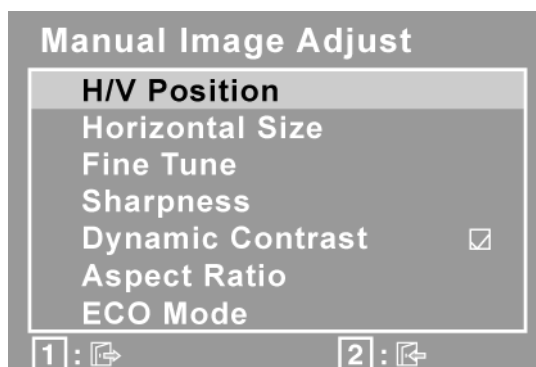 Manual Image Adjust
H/V Position
Horizontal Size
Fine Tune
Sharpness
Dynamic Contrast
Aspect Ratio
ECO Mode
1 : 2 :